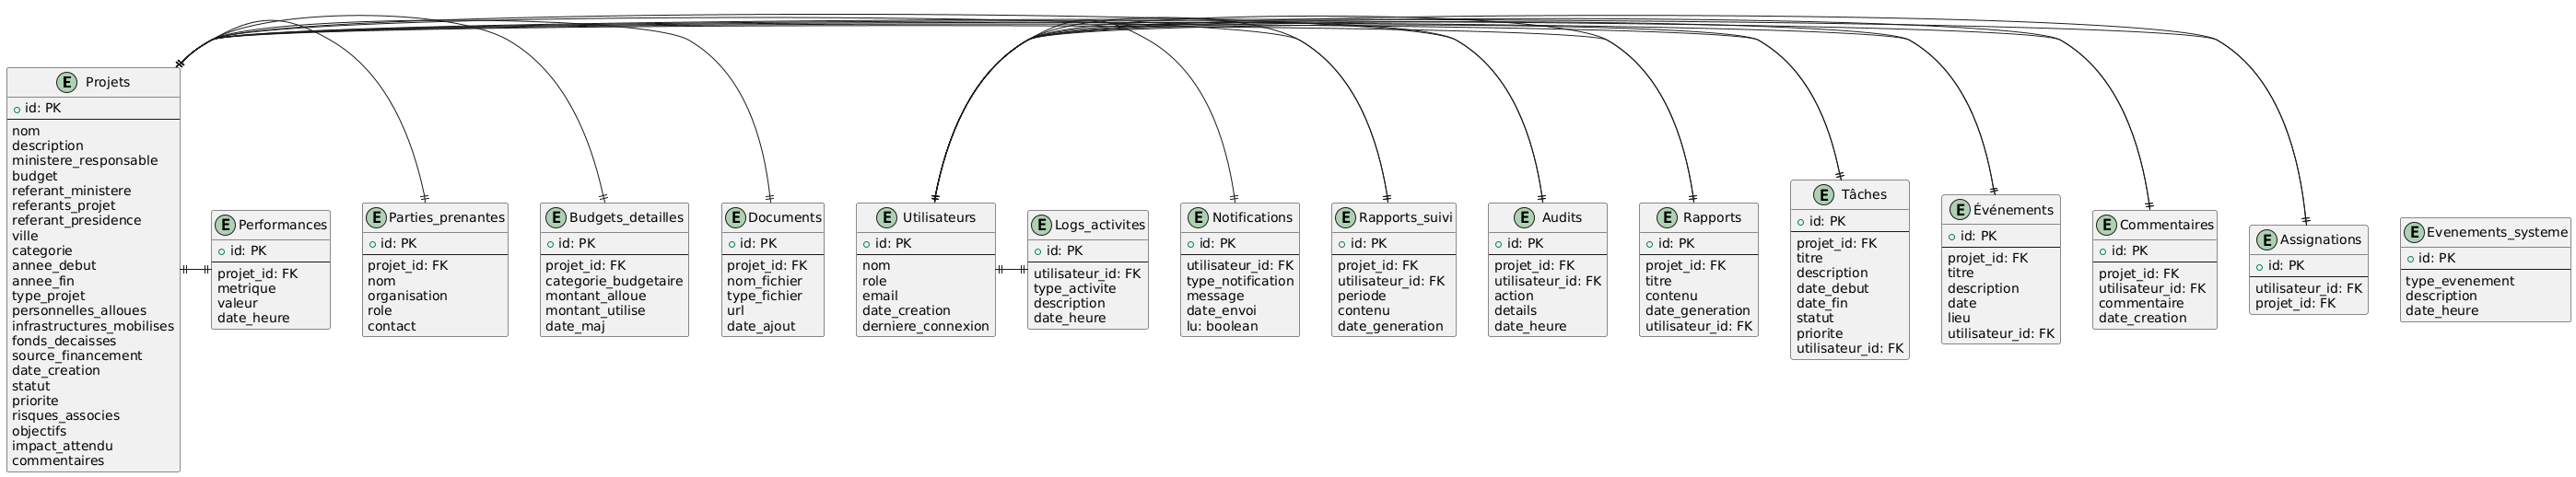 E Projets
id: PK
nom
description
ministere_responsable
budget
referant_ministere
referants_projet
referant_presidence
ville
categorie
annee_debut
annee_fin
type_projet
personnelles_alloues
infrastructures_mobilises
fonds_decaisses
source_financement
date_creation
statut
priorite
risques_associes
objectifs
impact_attendu
commentaires
E Performances
id: PK
projet_id: FK
metrique
valeur
date_heure
E Parties_prenantes
id: PK
projet_id: FK
nom
organisation
role
contact
E Budgets_detailles
id: PK
projet_id: FK
categorie_budgetaire
montant_alloue
montant_utilise
date_maj
E Documents
id: PK
projet_id: FK
nom_fichier
type_fichier
url
date_ajout
E Utilisateurs
id: PK
nom
role
email
date_creation
derniere_connexion
E Logs_activites
id: PK
utilisateur_id: FK
type_activite
description
date_heure
E Notifications
id: PK
utilisateur_id: FK
type_notification
message
date_envoi
lu: boolean
E Rapports_suivi
id: PK
projet_id: FK
utilisateur_id: FK
periode
contenu
date_generation
E Audits
id: PK
projet_id: FK
utilisateur_id: FK
action
details
date_heure
E Rapports
id: PK
projet_id: FK
titre
contenu
date_generation
utilisateur_id: FK
E Tâches
id: PK
projet_id: FK
titre
description
date_debut
date_fin
statut
priorite
utilisateur_id: FK
E Événements
id: PK
projet_id: FK
titre
description
date
lieu
utilisateur_id: FK
E Commentaires
id: PK
projet_id: FK
utilisateur_id: FK
commentaire
date_creation
E Assignations
id: PK
utilisateur_id: FK
projet_id: FK
E Evenements_systeme
id: PK
type_evenement
description
date_heure